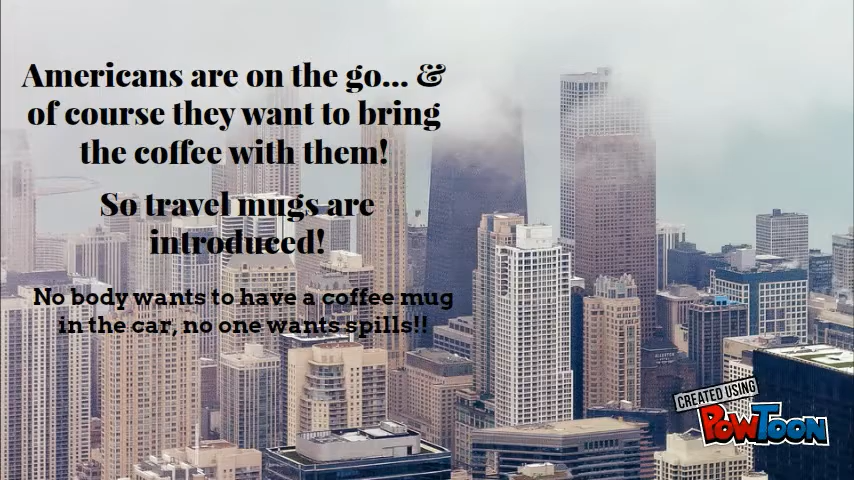 Americans are on the go... &
of course they want to bring
the coffee with them!
So travel mugs are
introduced!
No body wants to have a coffee mug
in the car, no one wants spills!!
CREATED USING
POWTOON